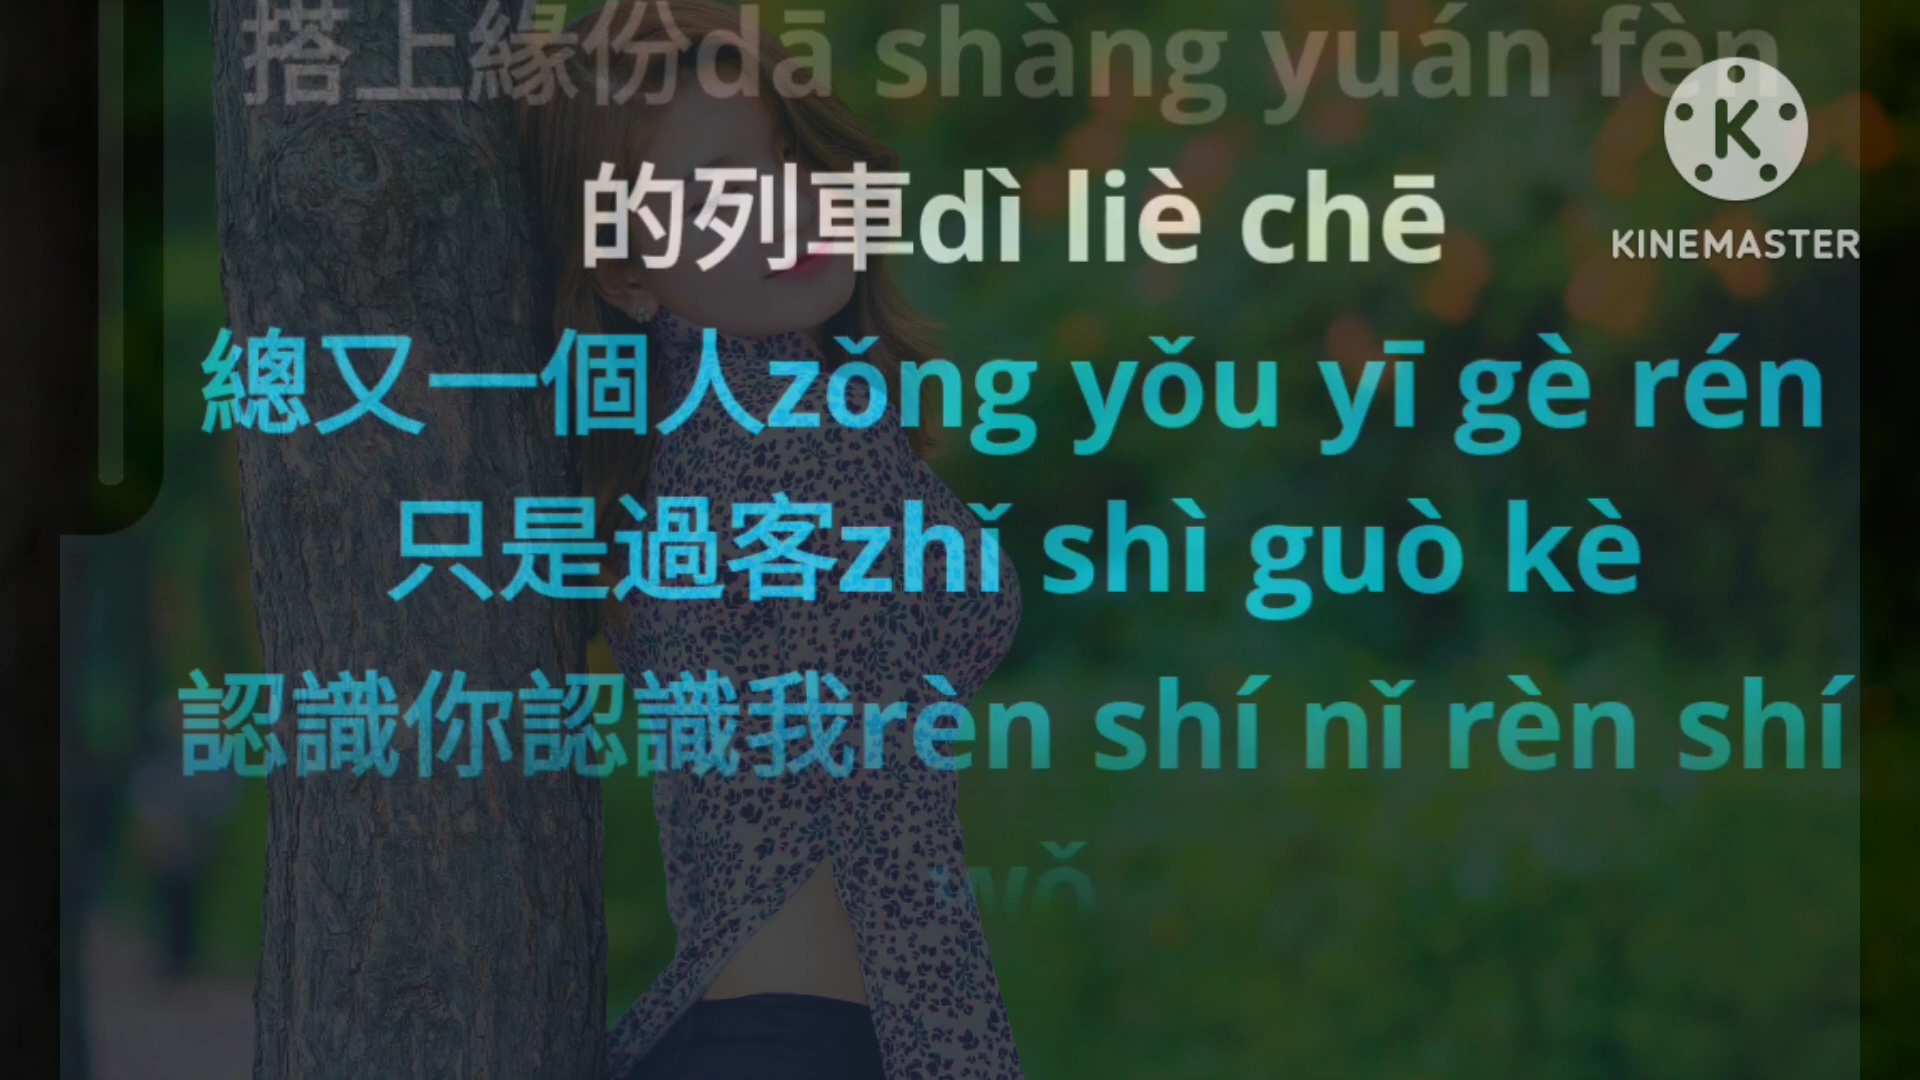 搭上緣份dā shàng yuán fèn
的列車dì liè chē
KINEMASTER
總又一個人zǒng yǒu yī gè rén
只是過客zhǐ shì guò kè
認識你認識我rèn shí nǐ rèn shí
wǒ